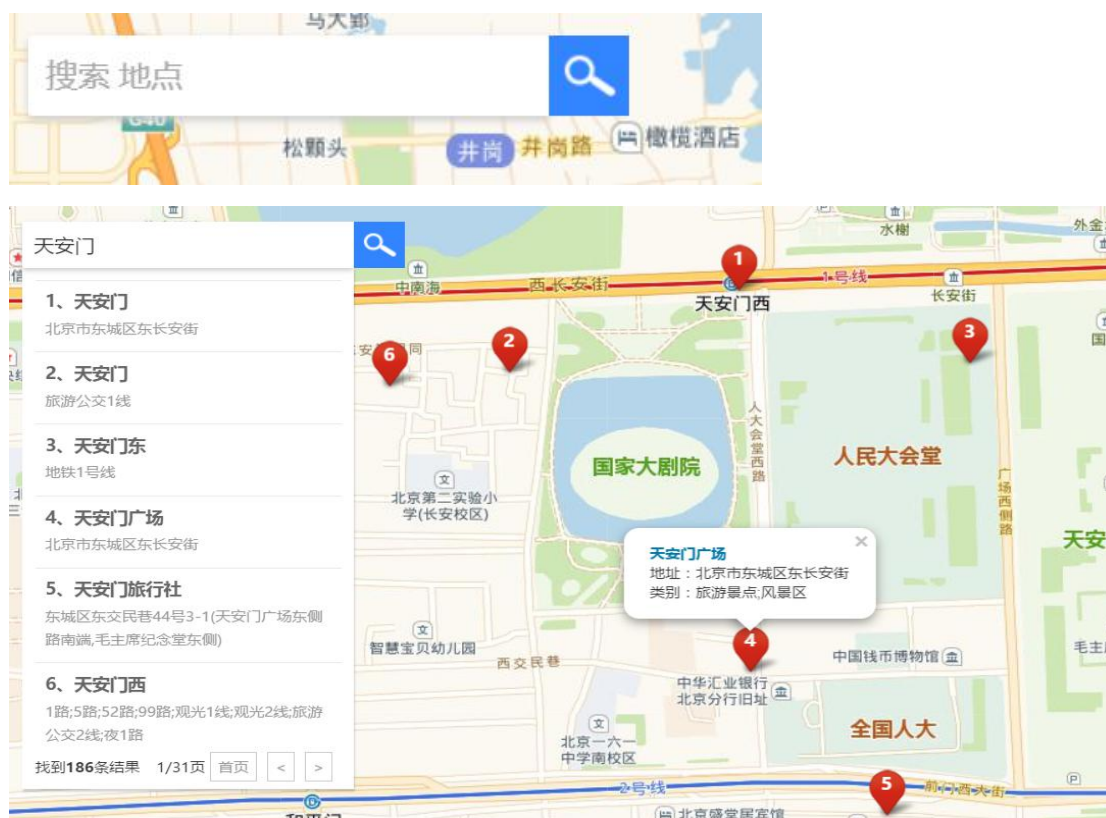 搜索 地点
G40
松颗头
井岗
井岗路
橄榄酒店
天安门
1、天安门
北京市东城区东长安街
2、天安门
旅游公交1线
3、天安门东
地铁1号线
4、天安门广场
北京市东城区东长安街
5、天安门旅行社
东城区东交民巷44号3-1(天安门广场东侧
路南端,毛主席纪念堂东侧)
6、天安门西
1路;5路;52路;99路;观光1线;观光2线;旅游
公交2线;夜1路
找到186条结果 1/31页 首页 < >
水榭
外金
中南海
西长安街
1
1号线
长安街
天安门西
2
3
6
人大会堂西路
国家大剧院
人民大会堂
广场西侧路
文
北京第二实验小
学(长安校区)
天安
天安门广场
×
地址：北京市东城区东长安街
类别：旅游景点;风景区
文
智慧宝贝幼儿园
西交民巷
4
中国钱币博物馆
毛主
中华汇业银行
北京分行旧址
文
北京一六一
中学南校区
全国人大
2号线
5
前门西大街
P
和平门
北京盛堂居宾馆